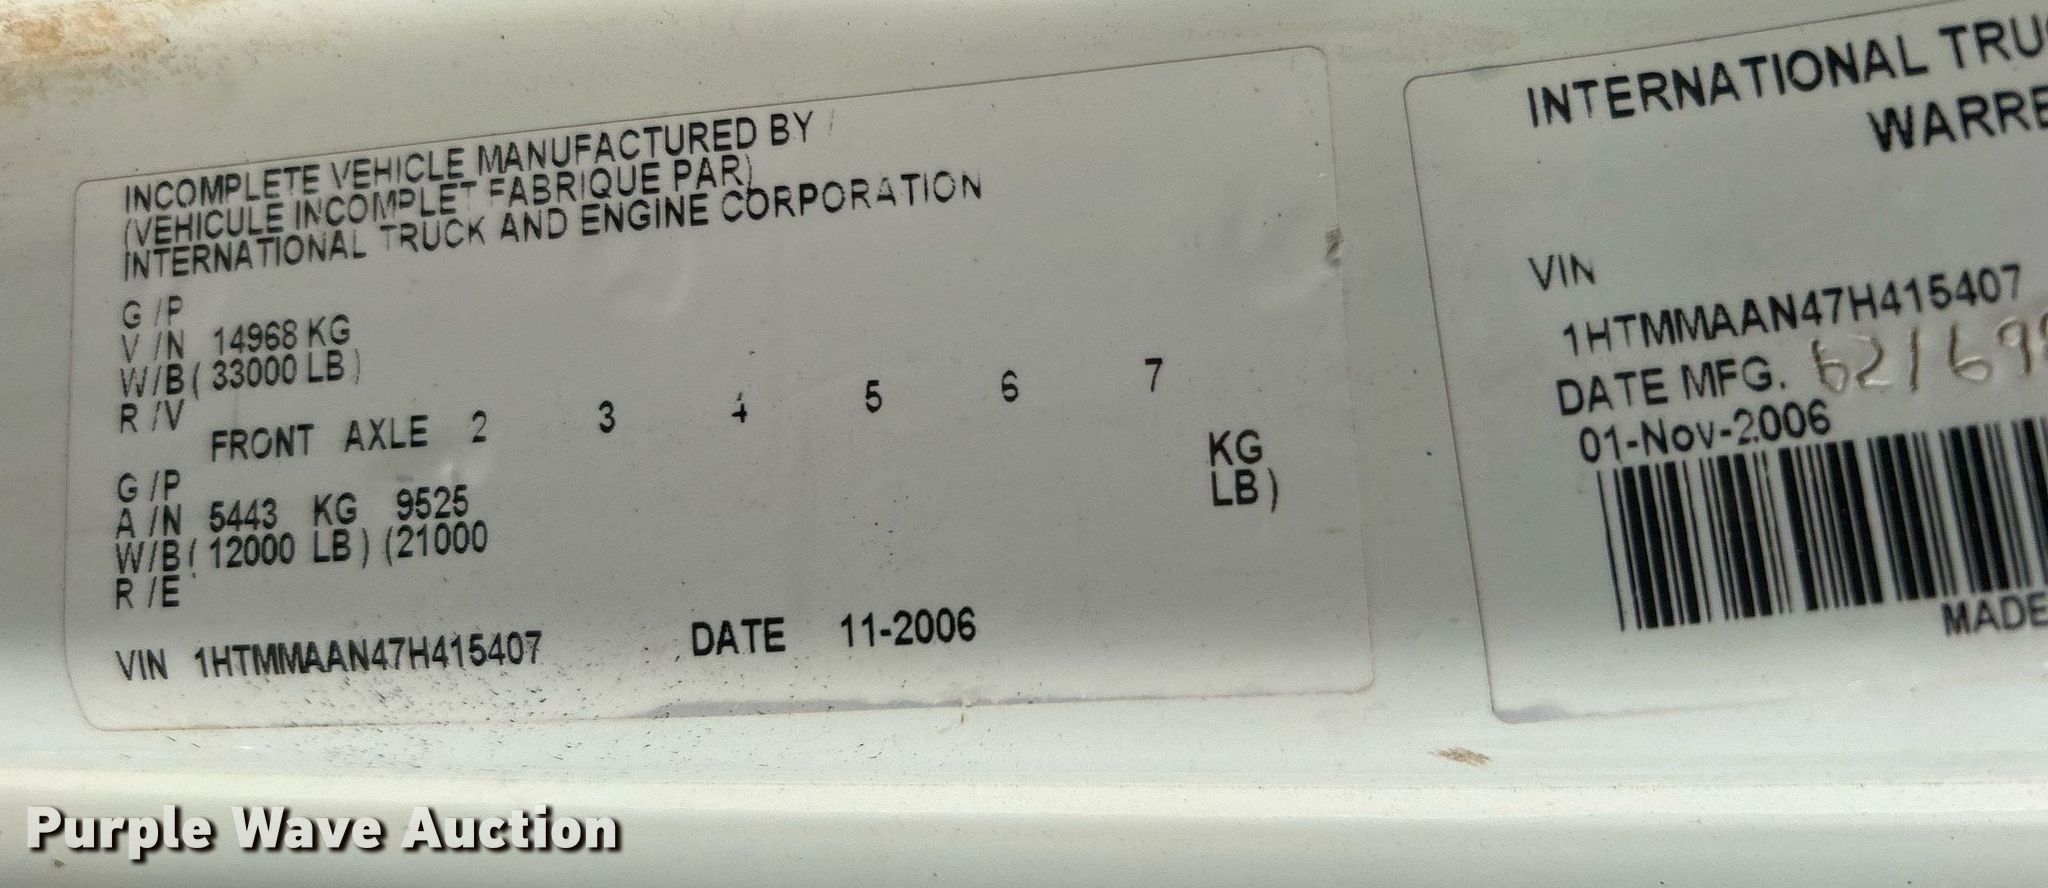 INCOMPLETE VEHICLE MANUFACTURED BY /
(VEHICULE INCOMPLET FABRIQUE PAR)
INTERNATIONAL TRUCK AND ENGINE CORPORATION
G /P
V /N 14968 KG
W/B ( 33000 LB )
R /V
FRONT AXLE 2 3 4 5 6 7
G /P
A /N 5443 KG 9525 KG
W/B ( 12000 LB ) (21000 LB )
R /E
VIN 1HTMMAAN47H415407 DATE 11-2006
INTERNATIONAL TRU
WARRE
VIN
1HTMMAAN47H415407
DATE MFG.
01-Nov-2006
MADE
Purple Wave Auction